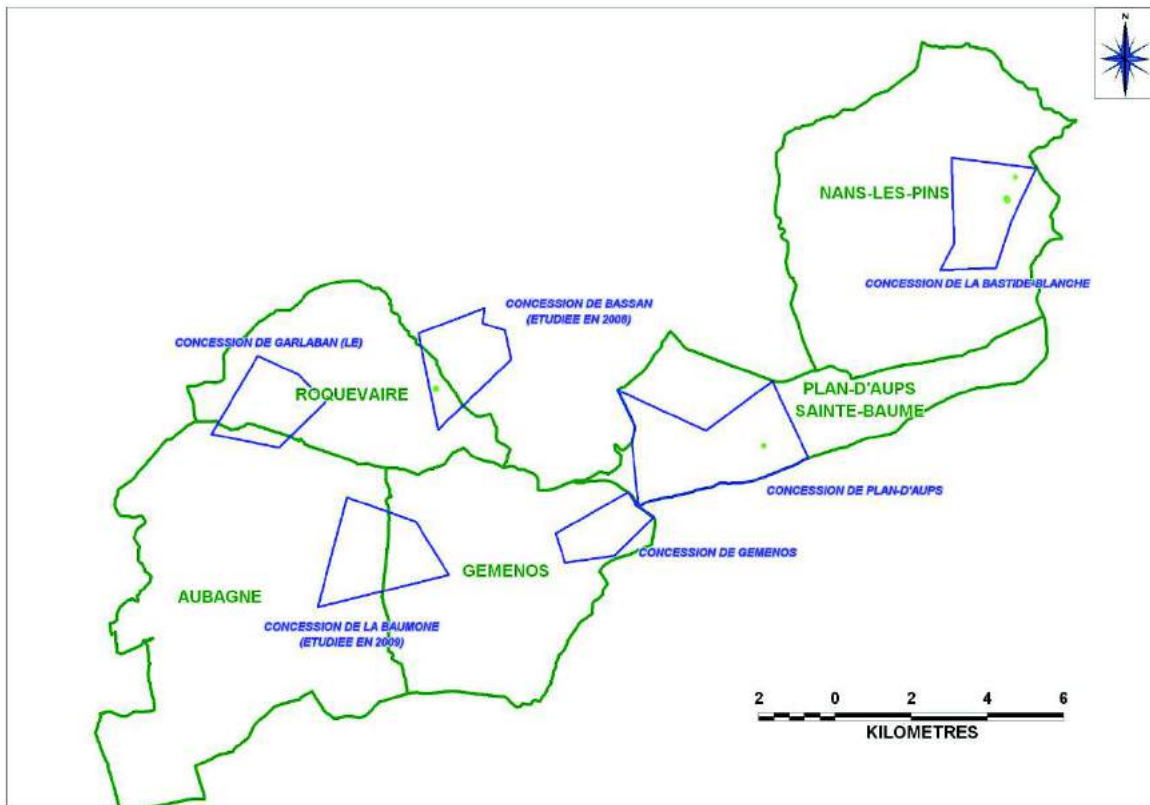 N
NANS-LES-PINS
CONCESSION DE LA BASTIDE BLANCHE
CONCESSION DE BASSAN
(ETUDIEE EN 2008)
CONCESSION DE GARLABAN (LE)
ROQUEVAIRE
PLAN-D'AUPS
SAINTE-BAUME
CONCESSION DE PLAN-D'AUPS
CONCESSION DE GEMENOS
GEMENOS
AUBAGNE
CONCESSION DE LA BAUMONE
(ETUDIEE EN 2009)
2 0 2 4 6
KILOMETRES